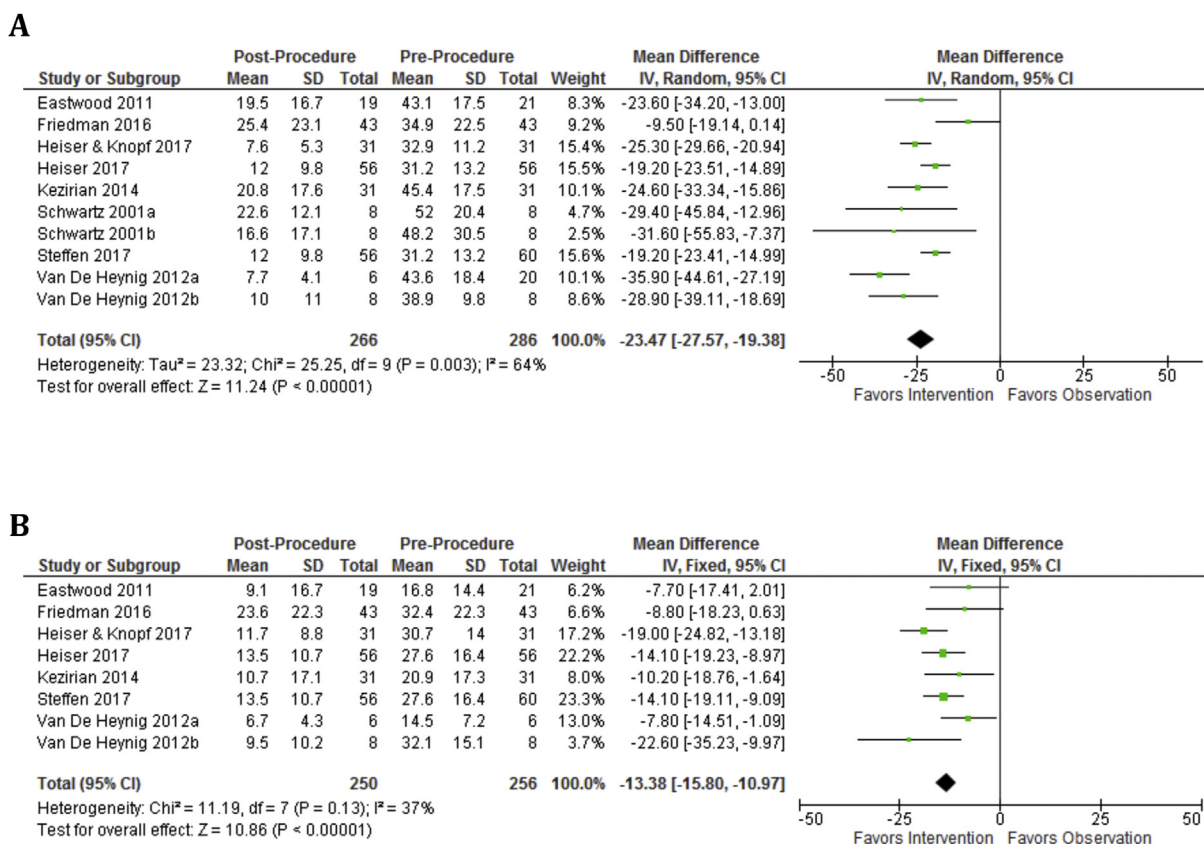 A
Post-Procedure Pre-Procedure Mean Difference Mean Difference
Study or Subgroup Mean SD Total Mean SD Total Weight IV, Random, 95% CI IV, Random, 95% CI
Eastwood 2011 19.5 16.7 19 43.1 17.5 21 8.3% -23.60 [-34.20, -13.00]
Friedman 2016 25.4 23.1 43 34.9 22.5 43 9.2% -9.50 [-19.14, 0.14]
Heiser & Knopf 2017 7.6 5.3 31 32.9 11.2 31 15.4% -25.30 [-29.66, -20.94]
Heiser 2017 12 9.8 56 31.2 13.2 56 15.5% -19.20 [-23.51, -14.89]
Kezirian 2014 20.8 17.6 31 45.4 17.5 31 10.1% -24.60 [-33.34, -15.86]
Schwartz 2001a 22.6 12.1 8 52 20.4 8 4.7% -29.40 [-45.84, -12.96]
Schwartz 2001b 16.6 17.1 8 48.2 30.5 8 2.5% -31.60 [-55.83, -7.37]
Steffen 2017 12 9.8 56 31.2 13.2 60 15.6% -19.20 [-23.41, -14.99]
Van De Heynig 2012a 7.7 4.1 6 43.6 18.4 20 10.1% -35.90 [-44.61, -27.19]
Van De Heynig 2012b 10 11 8 38.9 9.8 8 8.6% -28.90 [-39.11, -18.69]
Total (95% CI) 266 286 100.0% -23.47 [-27.57, -19.38]
Heterogeneity: Tau² = 23.32; Chi² = 25.25, df = 9 (P = 0.003); I² = 64%
Test for overall effect: Z = 11.24 (P < 0.00001)
-50 -25 0 25 50
Favors Intervention Favors Observation
B
Post-Procedure Pre-Procedure Mean Difference Mean Difference
Study or Subgroup Mean SD Total Mean SD Total Weight IV, Fixed, 95% CI IV, Fixed, 95% CI
Eastwood 2011 9.1 16.7 19 16.8 14.4 21 6.2% -7.70 [-17.41, 2.01]
Friedman 2016 23.6 22.3 43 32.4 22.3 43 6.6% -8.80 [-18.23, 0.63]
Heiser & Knopf 2017 11.7 8.8 31 30.7 14 31 17.2% -19.00 [-24.82, -13.18]
Heiser 2017 13.5 10.7 56 27.6 16.4 56 22.2% -14.10 [-19.23, -8.97]
Kezirian 2014 10.7 17.1 31 20.9 17.3 31 8.0% -10.20 [-18.76, -1.64]
Steffen 2017 13.5 10.7 56 27.6 16.4 60 23.3% -14.10 [-19.11, -9.09]
Van De Heynig 2012a 6.7 4.3 6 14.5 7.2 6 13.0% -7.80 [-14.51, -1.09]
Van De Heynig 2012b 9.5 10.2 8 32.1 15.1 8 3.7% -22.60 [-35.23, -9.97]
Total (95% CI) 250 256 100.0% -13.38 [-15.80, -10.97]
Heterogeneity: Chi² = 11.19, df = 7 (P = 0.13); I² = 37%
Test for overall effect: Z = 10.86 (P < 0.00001)
-50 -25 0 25 50
Favors Intervention Favors Observation